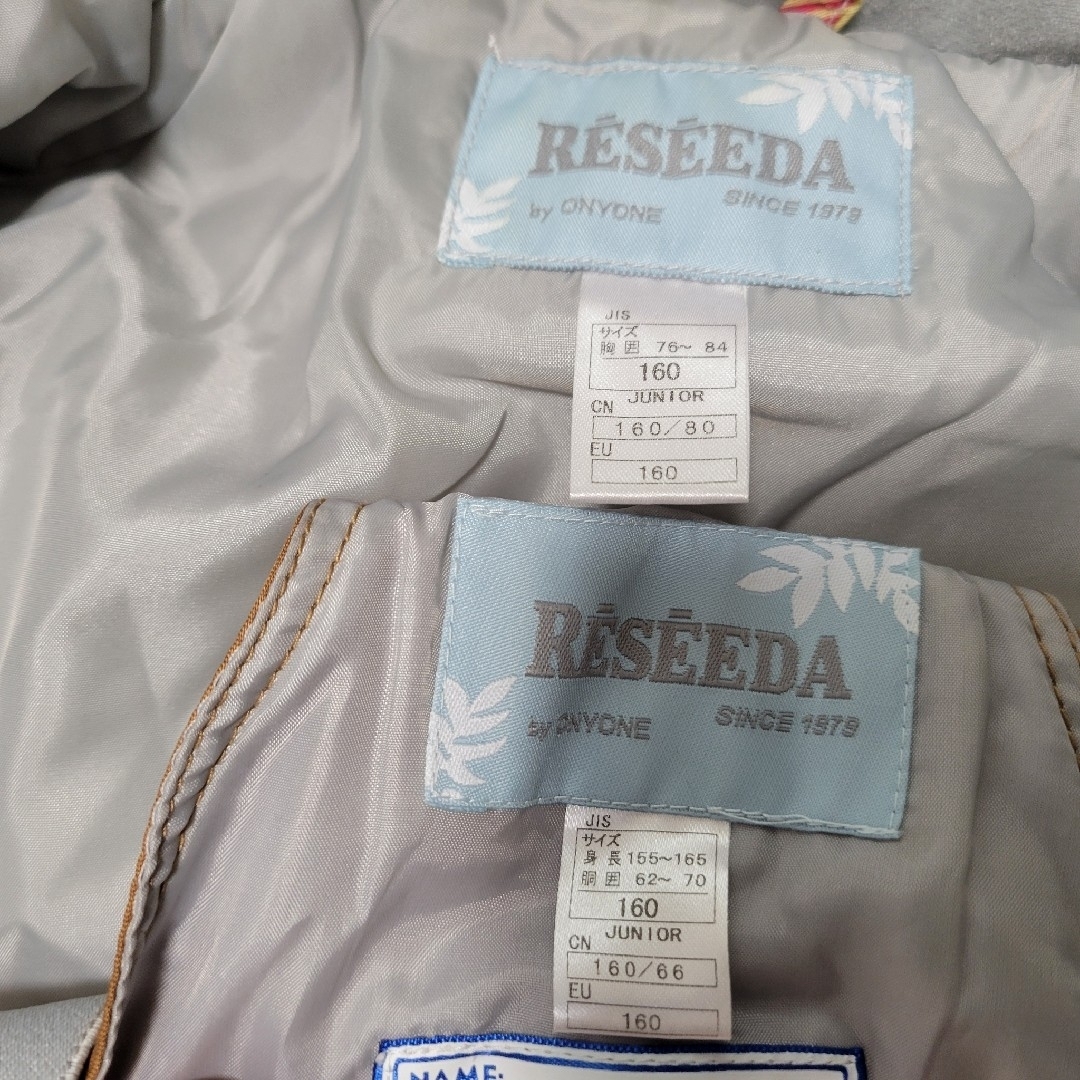 RÉSĒEDA
by ONYONE SINCE 1979
JIS
サイズ
胸囲 76～84
160
JUNIOR
CN
160/80
EU
160
RÉSĒEDA
by ONYONE SINCE 1979
JIS
サイズ
身長 155～165
胴囲 62～70
160
JUNIOR
CN
160/66
EU
160
NAME: